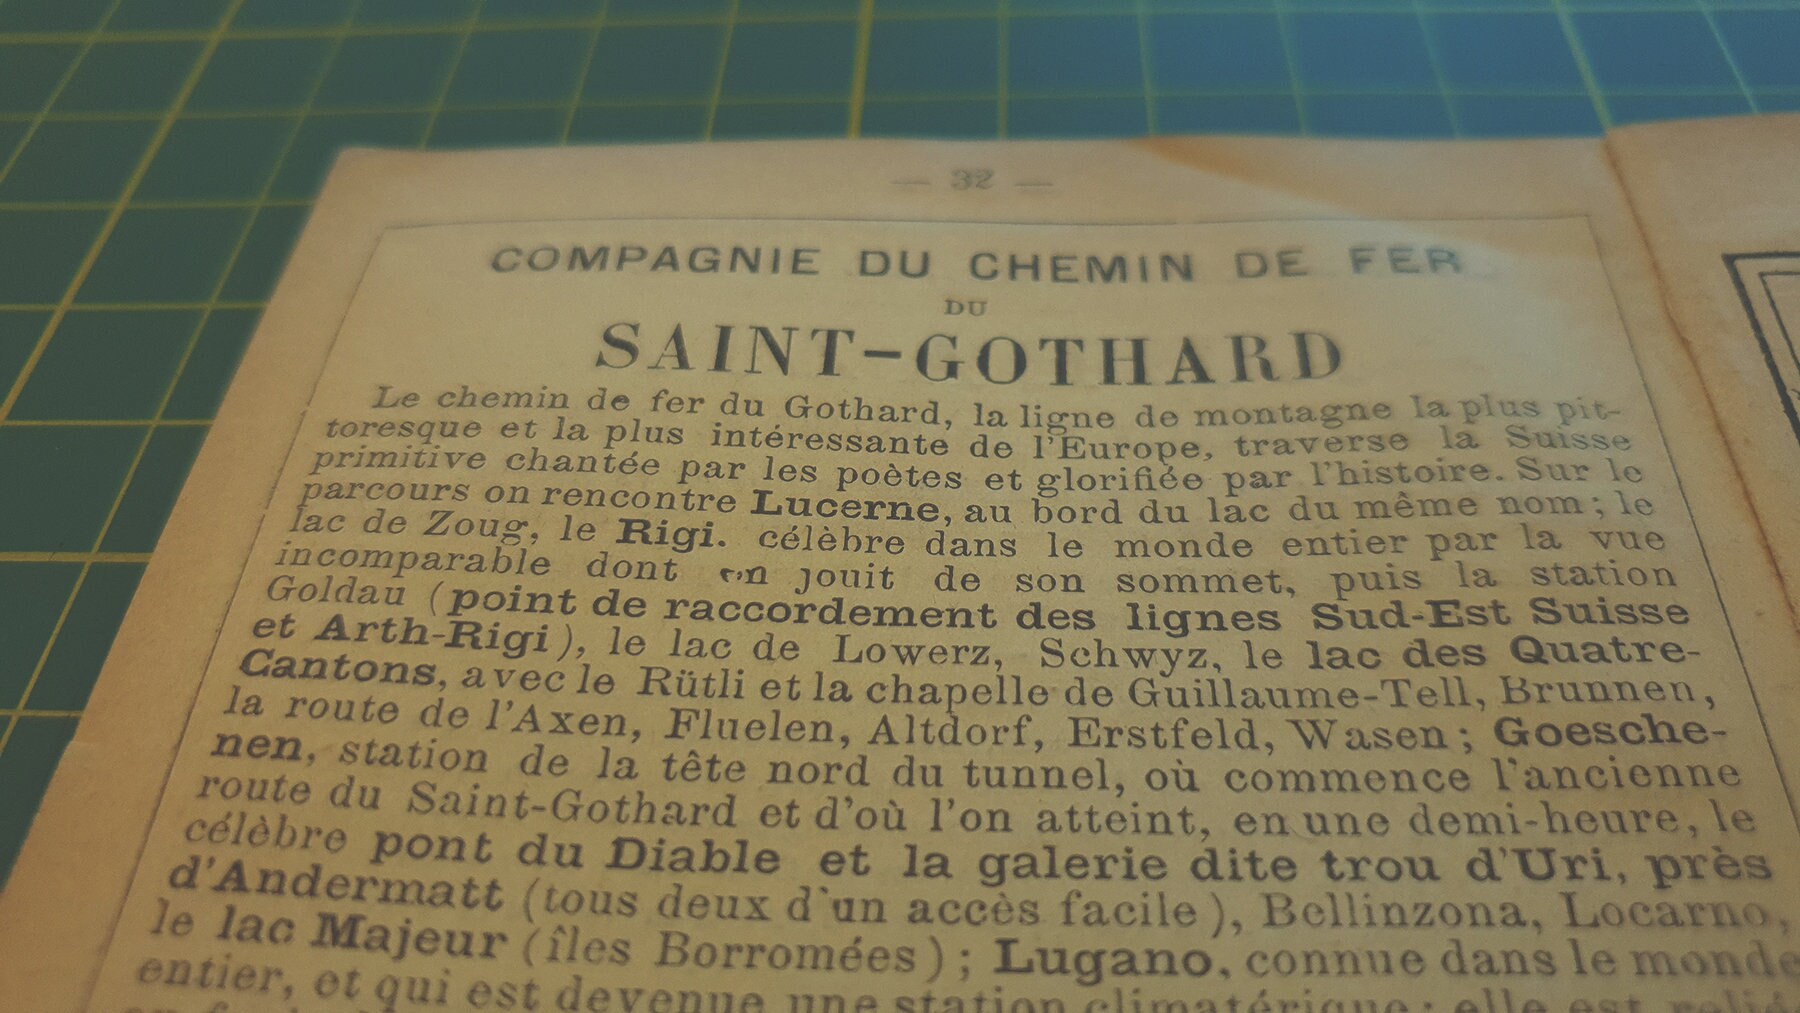 — 32 —
COMPAGNIE DU CHEMIN DE FER
DU
SAINT-GOTHARD
Le chemin de fer du Gothard, la ligne de montagne la plus pit-
toresque et la plus intéressante de l'Europe, traverse la Suisse
primitive chantée par les poètes et glorifiée par l'histoire. Sur le
parcours on rencontre Lucerne, au bord du lac du même nom; le
lac de Zoug, le Rigi. célèbre dans le monde entier par la vue
incomparable dont on jouit de son sommet, puis la station
Goldau (point de raccordement des lignes Sud-Est Suisse
et Arth-Rigi), le lac de Lowerz, Schwyz, le lac des Quatre-
Cantons, avec le Rütli et la chapelle de Guillaume-Tell, Brunnen,
la route de l'Axen, Fluelen, Altdorf, Erstfeld, Wasen; Goesche-
nen, station de la tête nord du tunnel, où commence l'ancienne
route du Saint-Gothard et d'où l'on atteint, en une demi-heure, le
célèbre pont du Diable et la galerie dite trou d'Uri, près
d'Andermatt (tous deux d'un accès facile), Bellinzona, Locarno,
le lac Majeur (îles Borromées); Lugano, connue dans le monde
entier, et qui est devenue une station climatérique; elle est